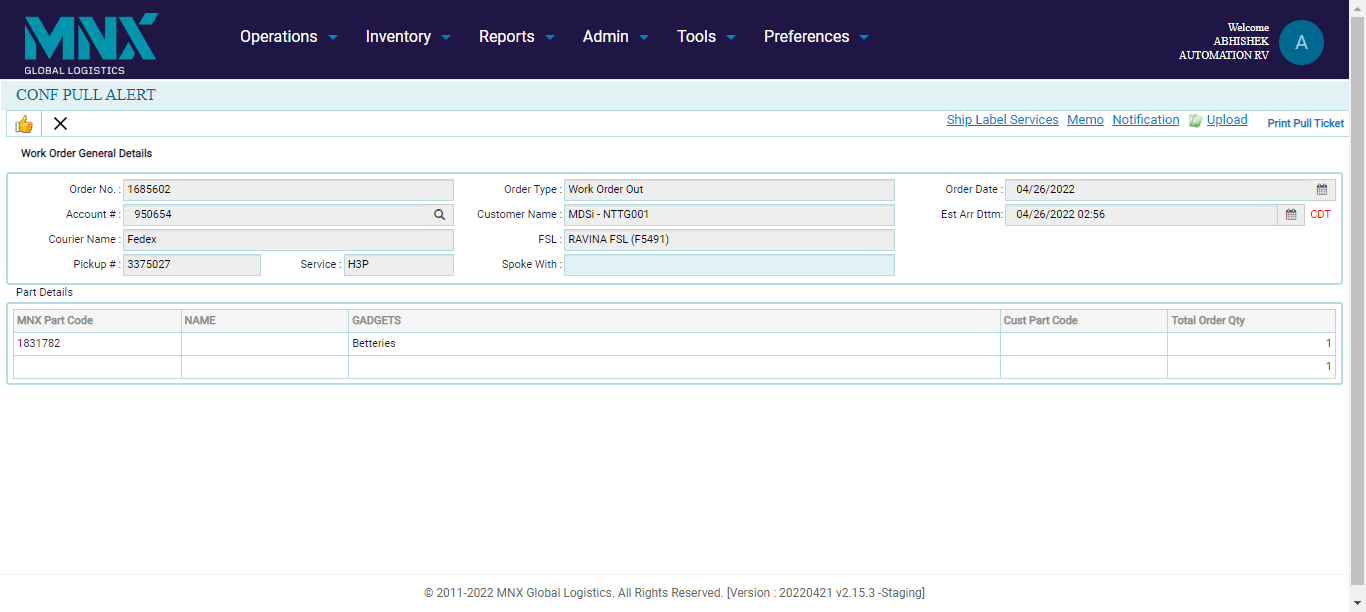 MNX
GLOBAL LOGISTICS
Operations Inventory Reports Admin Tools Preferences
Welcome
ABHISHEK
AUTOMATION RV
A
CONF PULL ALERT
Ship Label Services Memo Notification Upload Print Pull Ticket
Work Order General Details
Order No. : 1685602 Order Type : Work Order Out Order Date : 04/26/2022
Account # : 950654 Customer Name : MDSi - NTTG001 Est Arr Dttm: 04/26/2022 02:56 CDT
Courier Name : Fedex FSL : RAVINA FSL (F5491)
Pickup # : 3375027 Service : H3P Spoke With :
Part Details
MNX Part Code NAME GADGETS Cust Part Code Total Order Qty
1831782 Betteries 1
1
© 2011-2022 MNX Global Logistics. All Rights Reserved. [Version : 20220421 v2.15.3 -Staging]